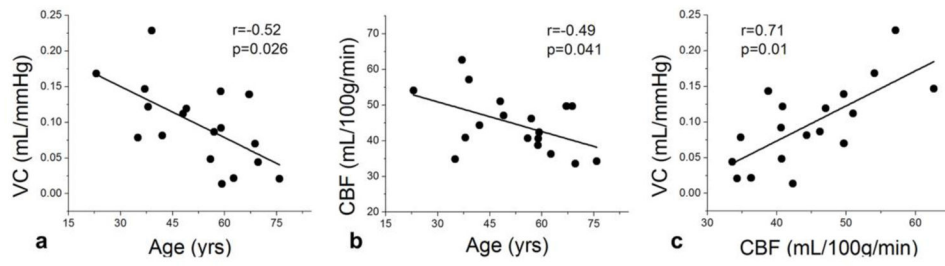 r=-0.52
p=0.026
VC (mL/mmHg)
0.25
0.20
0.15
0.10
0.05
0.00
15 30 45 60 75
a Age (yrs)
r=-0.49
p=0.041
CBF (mL/100g/min)
70
60
50
40
30
20
15 30 45 60 75
b Age (yrs)
r=0.71
p=0.01
VC (mL/mmHg)
0.25
0.20
0.15
0.10
0.05
0.00
30 40 50 60
c CBF (mL/100g/min)